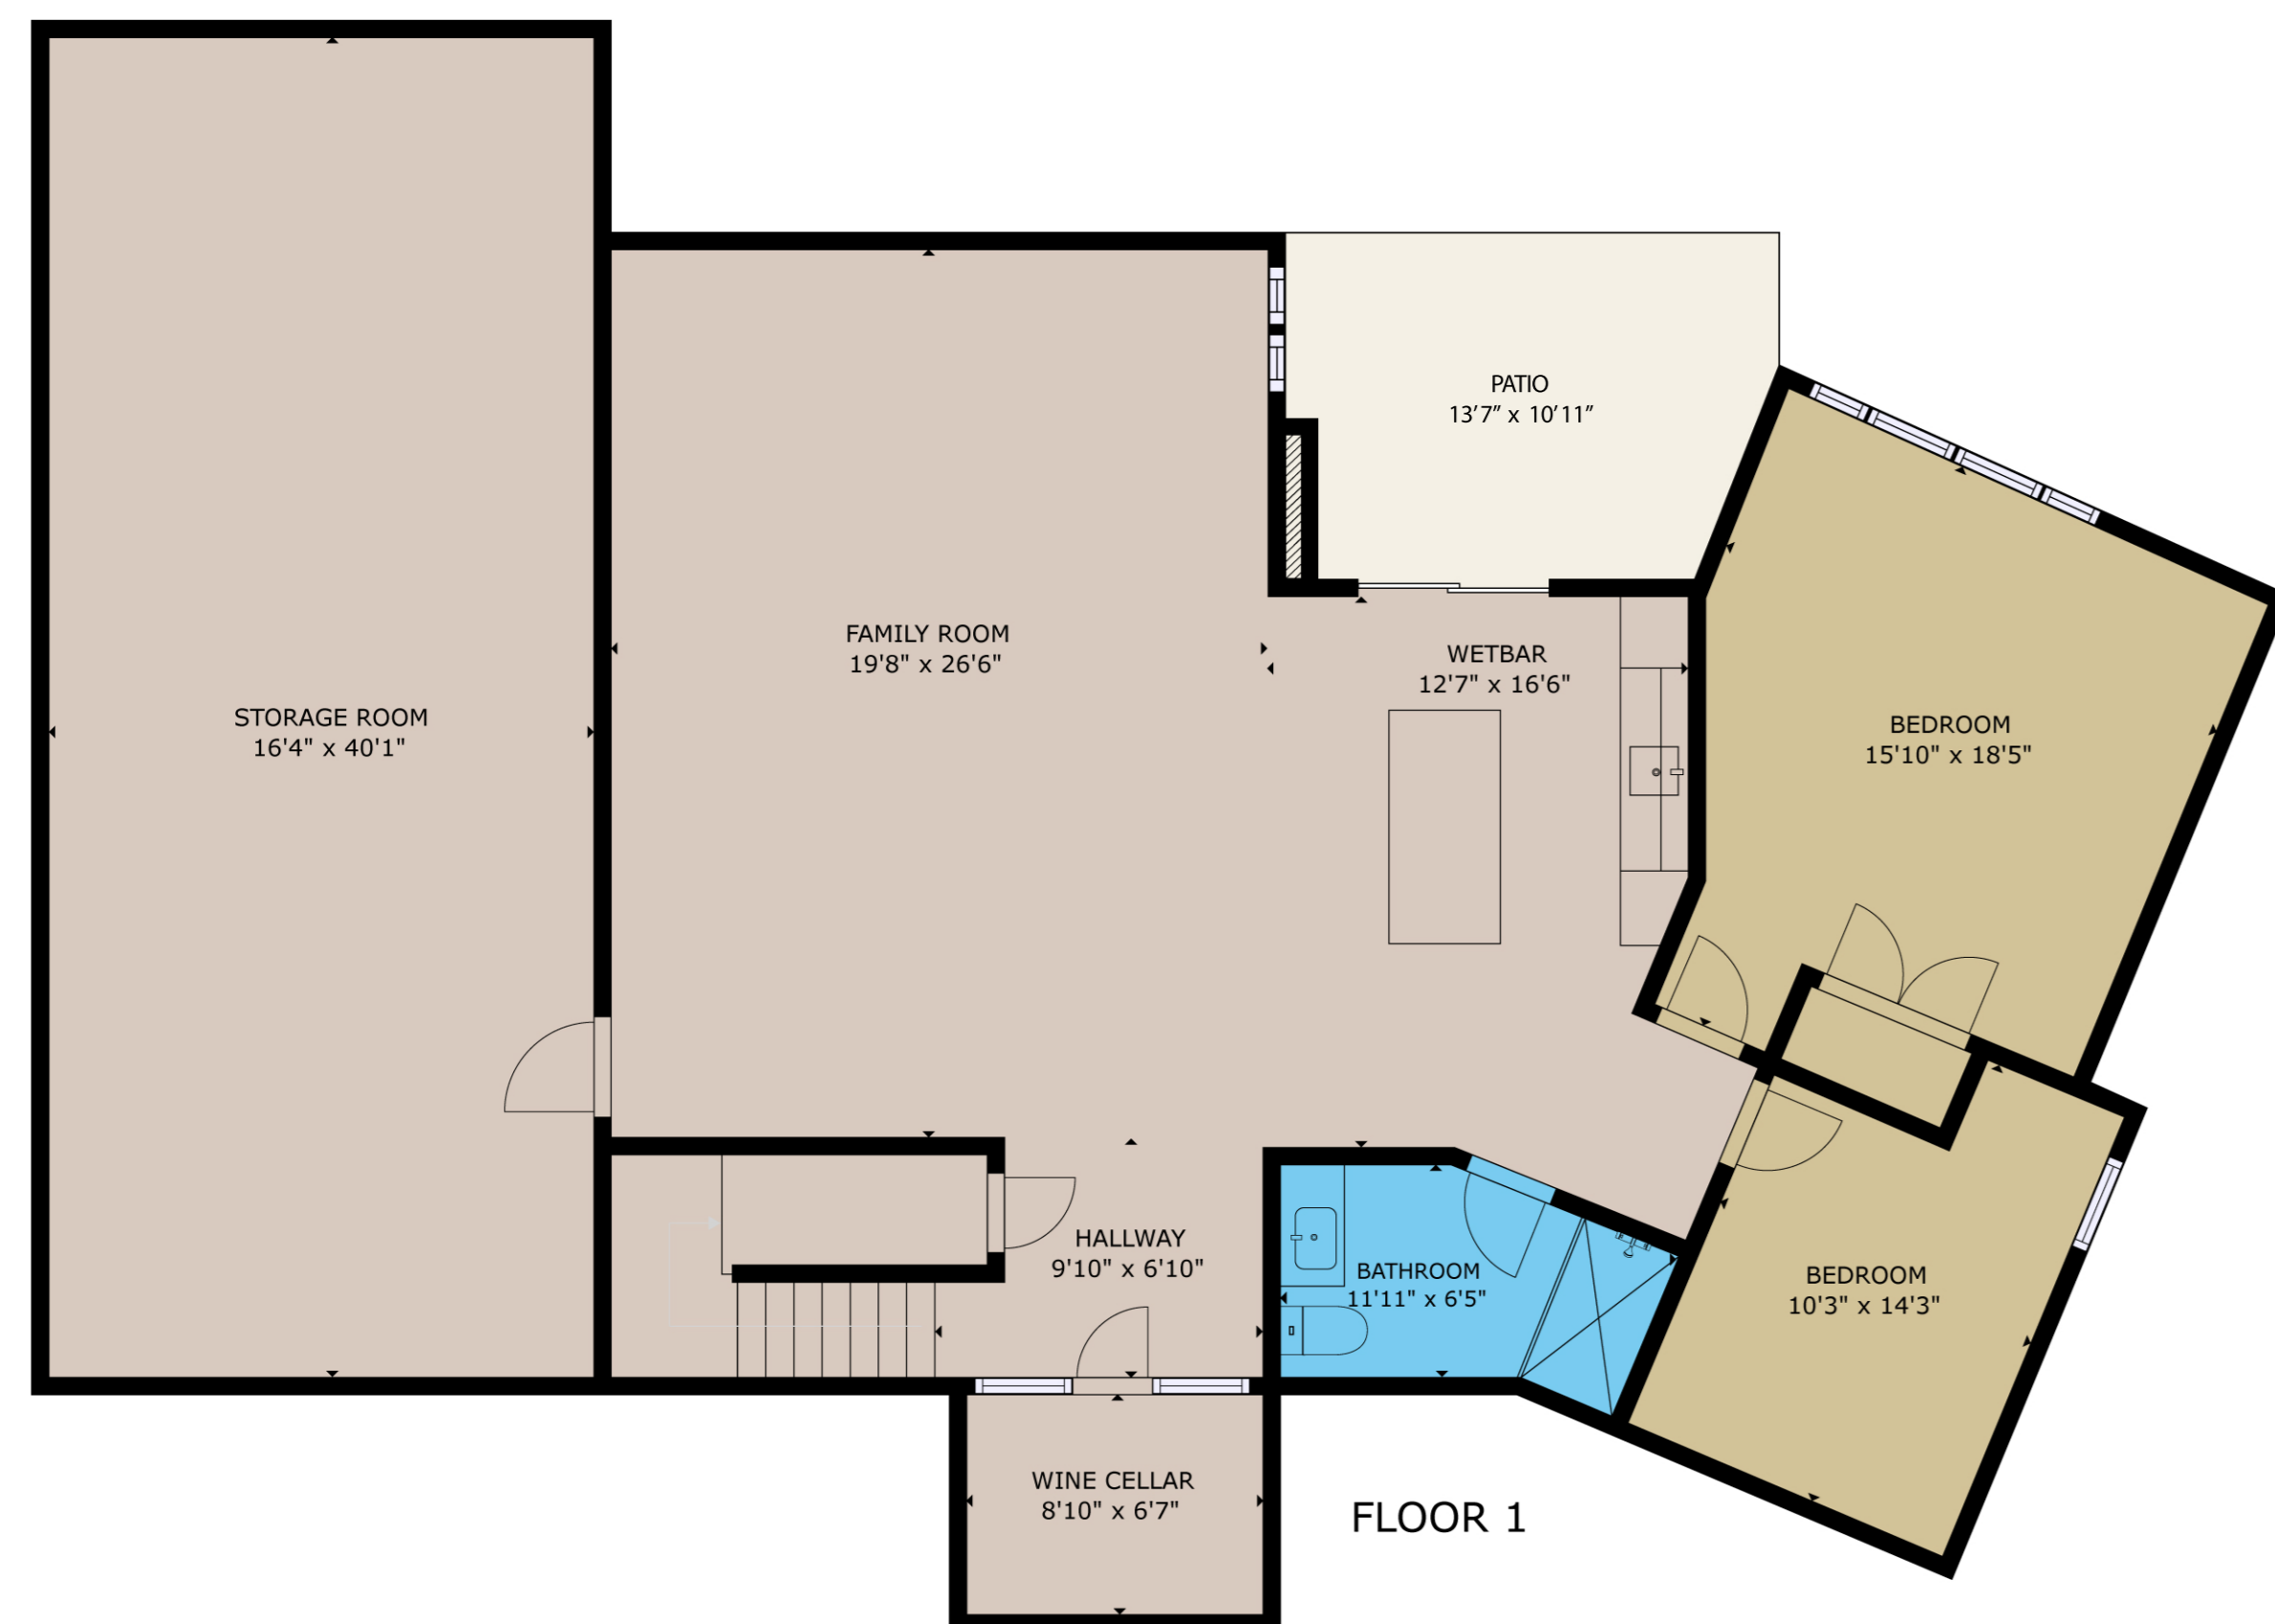 PATIO
13’7” x 10’11”
FAMILY ROOM
19'8" x 26'6"
WETBAR
12'7" x 16'6"
STORAGE ROOM
16'4" x 40'1"
BEDROOM
15'10" x 18'5"
HALLWAY
9'10" x 6'10"
BATHROOM
11'11" x 6'5"
BEDROOM
10'3" x 14'3"
WINE CELLAR
8'10" x 6'7"
FLOOR 1